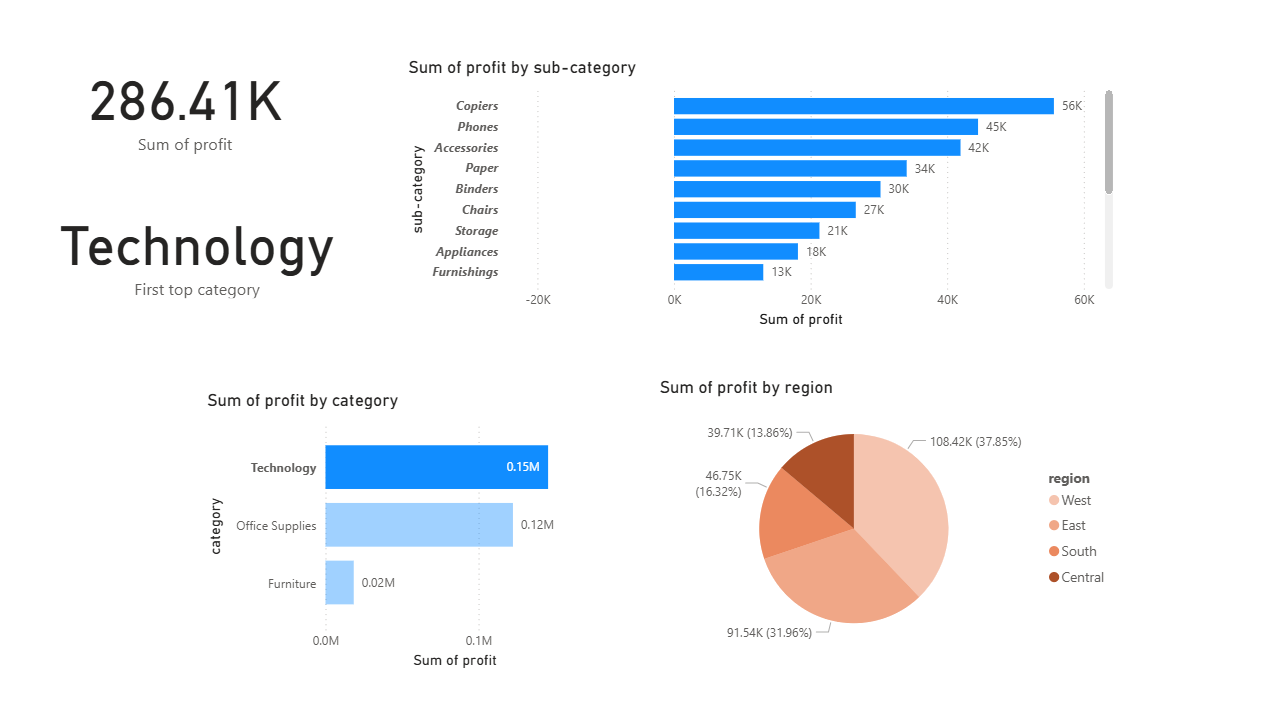 286.41K
Sum of profit
Technology
First top category
Sum of profit by sub-category
sub-category
Copiers
Phones
Accessories
Paper
Binders
Chairs
Storage
Appliances
Furnishings
56K
45K
42K
34K
30K
27K
21K
18K
13K
-20K 0K 20K 40K 60K
Sum of profit
Sum of profit by category
category
Technology 0.15M
Office Supplies 0.12M
Furniture 0.02M
0.0M 0.1M
Sum of profit
Sum of profit by region
39.71K (13.86%)
108.42K (37.85%)
46.75K
(16.32%)
91.54K (31.96%)
region
West
East
South
Central